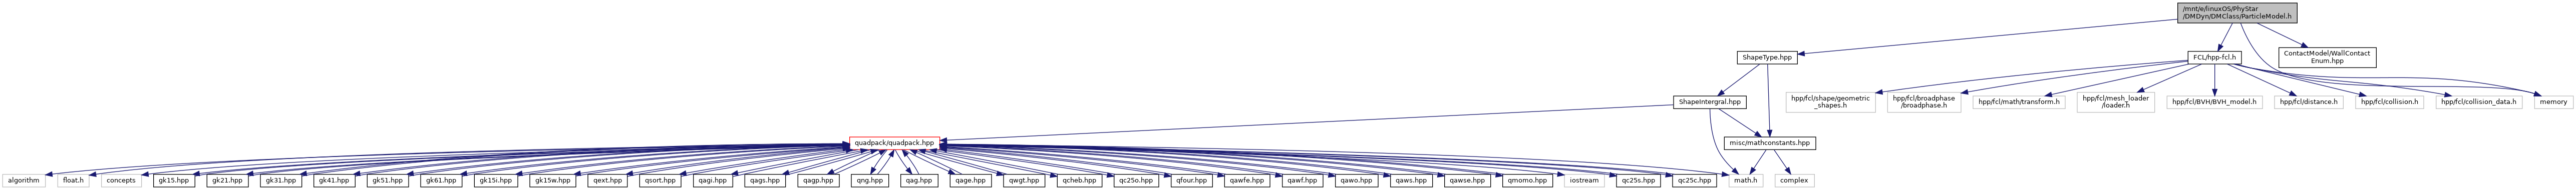 /mnt/e/linuxOS/PhyStar
/DMDyn/DMClass/ParticleModel.h
ShapeType.hpp
FCL/hpp-fcl.h
ContactModel/WallContact
Enum.hpp
ShapeIntergral.hpp
hpp/fcl/shape/geometric
_shapes.h
hpp/fcl/broadphase
/broadphase.h
hpp/fcl/math/transform.h
hpp/fcl/mesh_loader
/loader.h
hpp/fcl/BVH/BVH_model.h
hpp/fcl/distance.h
hpp/fcl/collision.h
hpp/fcl/collision_data.h
memory
quadpack/quadpack.hpp
misc/mathconstants.hpp
algorithm
float.h
concepts
gk15.hpp
gk21.hpp
gk31.hpp
gk41.hpp
gk51.hpp
gk61.hpp
gk15i.hpp
gk15w.hpp
qext.hpp
qsort.hpp
qagi.hpp
qags.hpp
qagp.hpp
qng.hpp
qag.hpp
qage.hpp
qwgt.hpp
qcheb.hpp
qc25o.hpp
qfour.hpp
qawfe.hpp
qawf.hpp
qawo.hpp
qaws.hpp
qawse.hpp
qmomo.hpp
iostream
qc25s.hpp
qc25c.hpp
math.h
complex